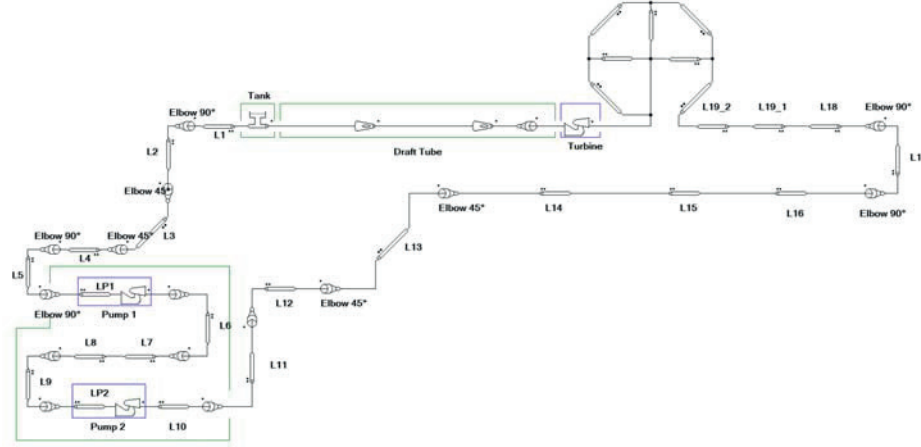 Tank
L19_2
L19_1
L18
Elbow 90°
Elbow 90°
L1
Draft Tube
Turbine
L2
L1
Elbow 45°
Elbow 45°
L14
L15
L16
Elbow 90°
Elbow 90°
Elbow 45°
L3
L4
L13
L5
LP1
L12
Elbow 45°
Elbow 90°
Pump 1
L6
L8
L7
L11
L9
LP2
Pump 2
L10